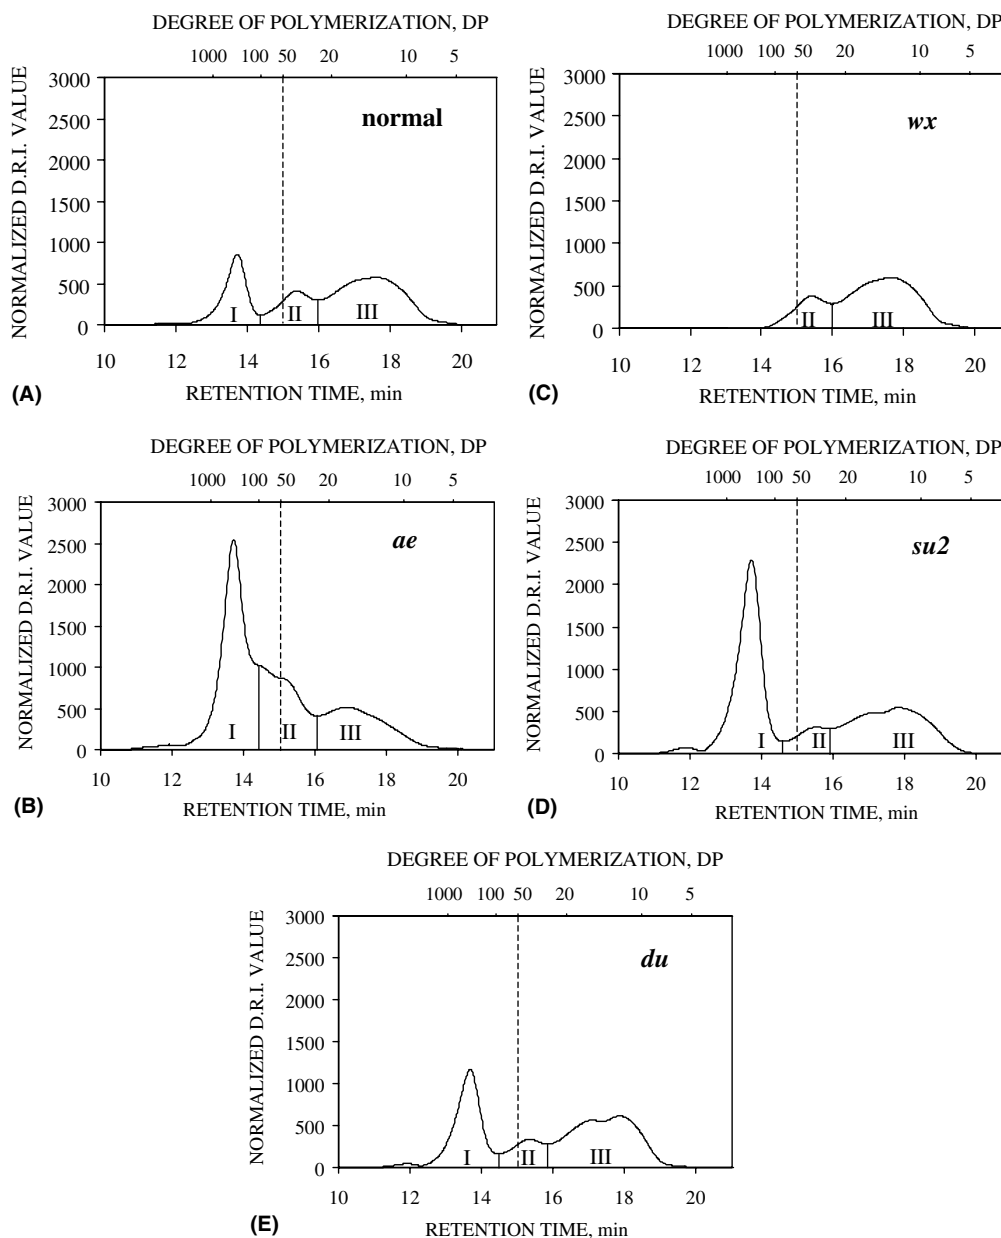 DEGREE OF POLYMERIZATION, DP
1000 100 50 20 10 5
NORMALIZED D.R.I. VALUE
3000
2500
2000
1500
1000
500
0
normal
I II III
10 12 14 16 18 20
RETENTION TIME, min
(A)
DEGREE OF POLYMERIZATION, DP
1000 100 50 20 10 5
NORMALIZED D.R.I. VALUE
3000
2500
2000
1500
1000
500
0
wx
II III
10 12 14 16 18 20
RETENTION TIME, min
(C)
DEGREE OF POLYMERIZATION, DP
1000 100 50 20 10 5
NORMALIZED D.R.I. VALUE
3000
2500
2000
1500
1000
500
0
ae
I II III
10 12 14 16 18 20
RETENTION TIME, min
(B)
DEGREE OF POLYMERIZATION, DP
1000 100 50 20 10 5
NORMALIZED D.R.I. VALUE
3000
2500
2000
1500
1000
500
0
su2
I II III
10 12 14 16 18 20
RETENTION TIME, min
(D)
DEGREE OF POLYMERIZATION, DP
1000 100 50 20 10 5
NORMALIZED D.R.I. VALUE
3000
2500
2000
1500
1000
500
0
du
I II III
10 12 14 16 18 20
RETENTION TIME, min
(E)